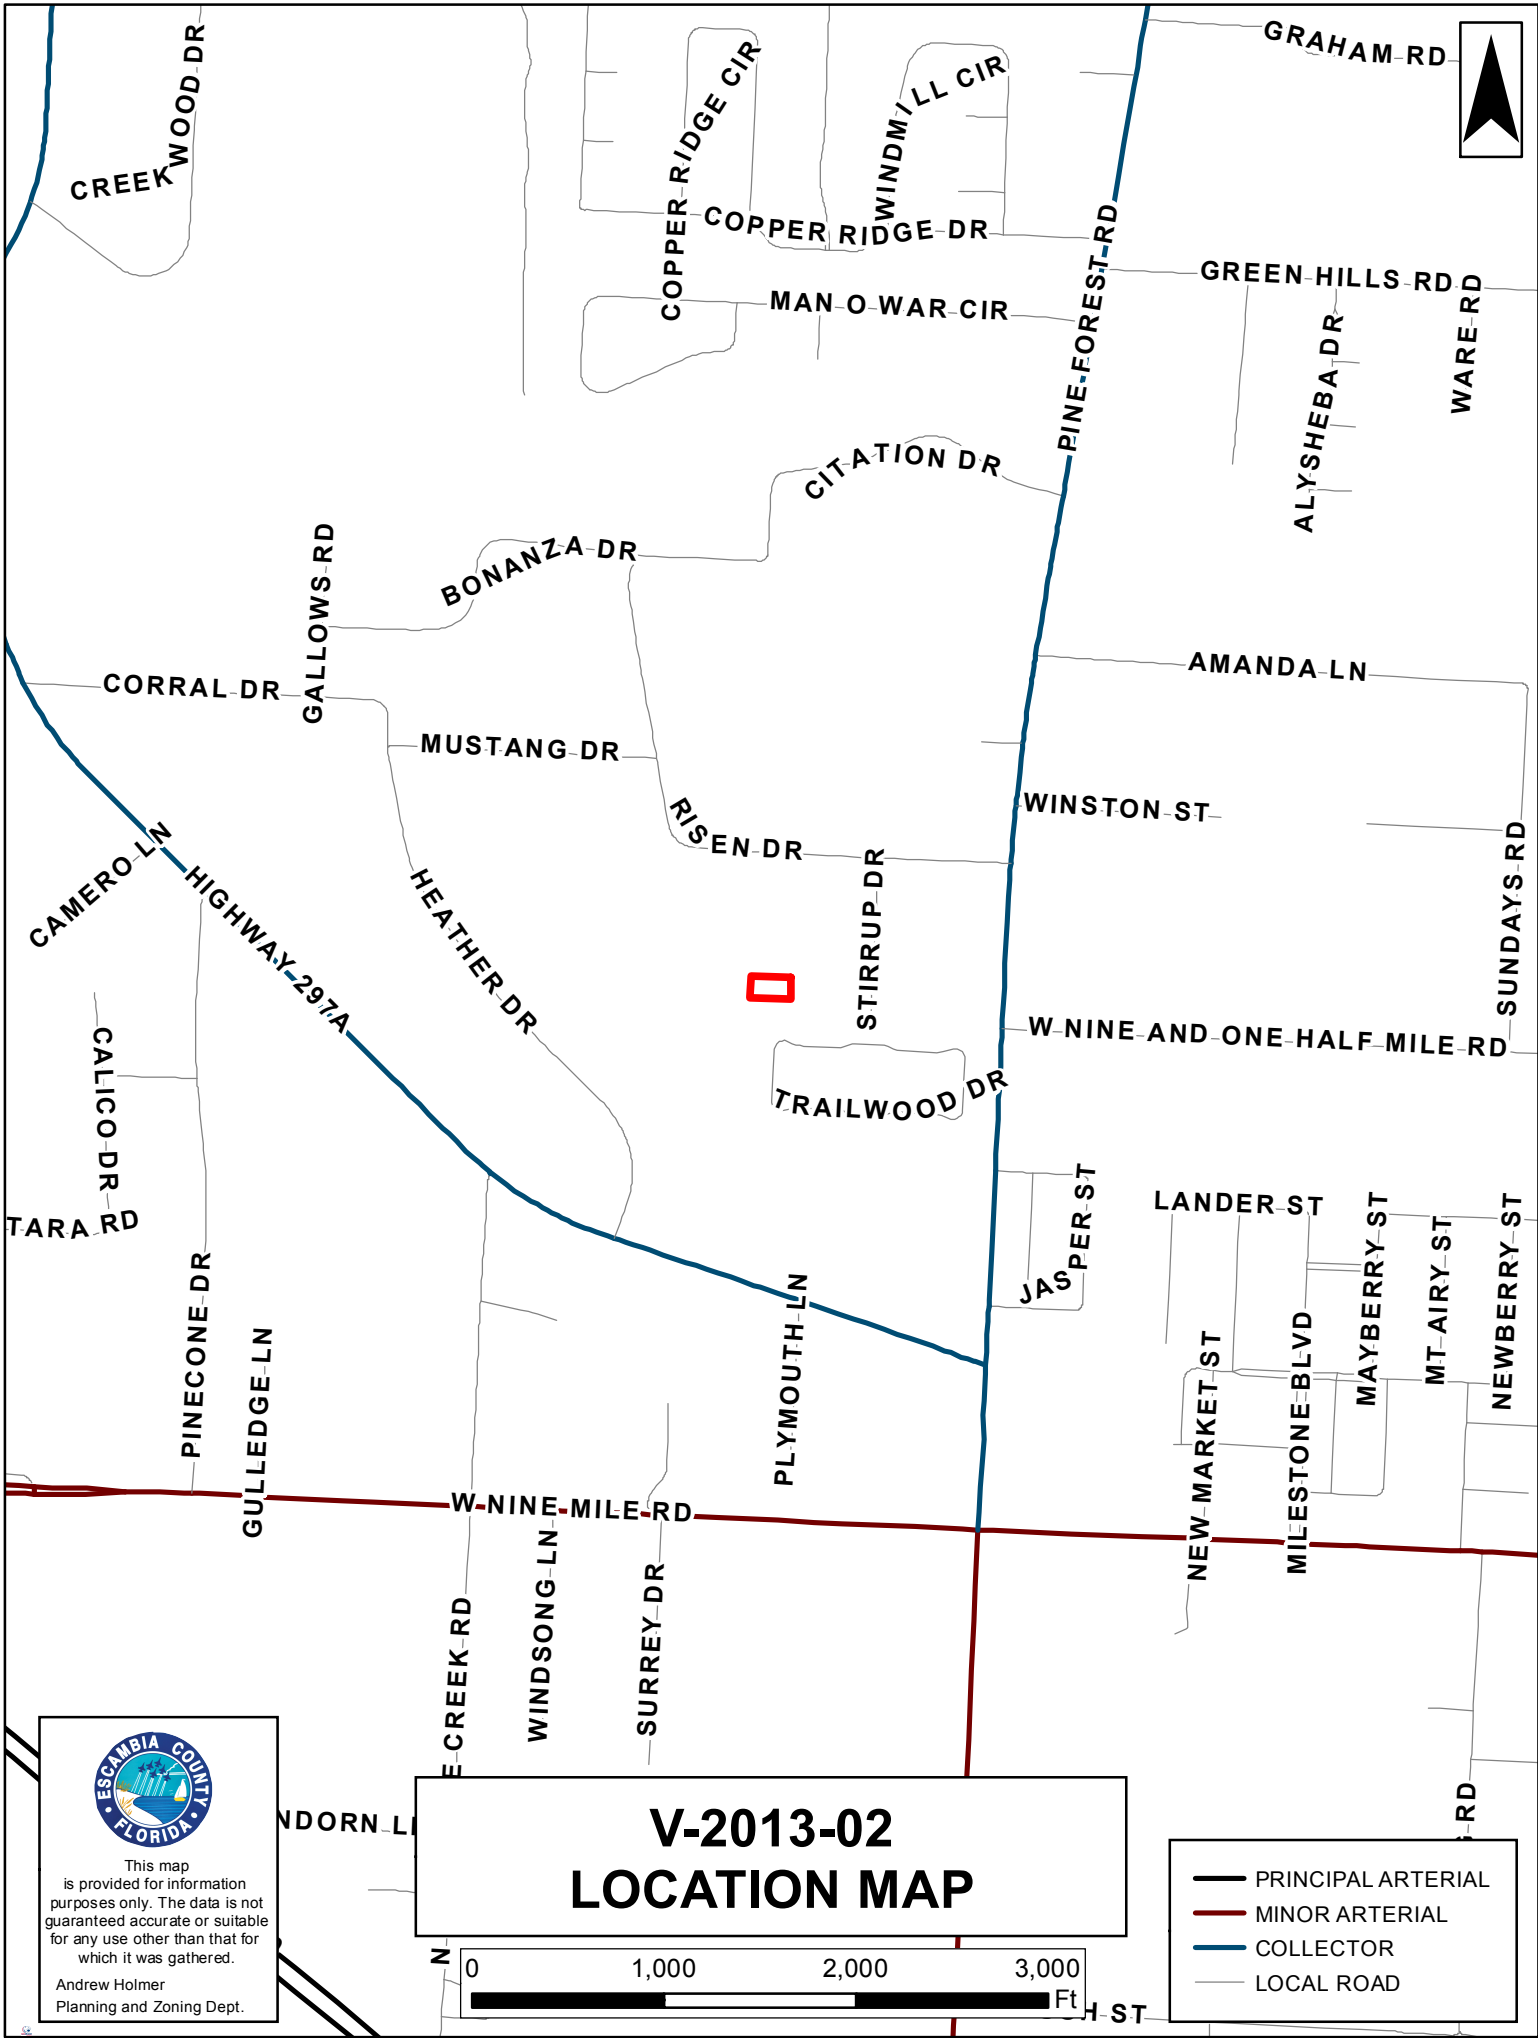 GRAHAM RD
CREEK WOOD DR
COPPER RIDGE CIR
WINDMILL CIR
COPPER RIDGE DR
PINE FOREST RD
GREEN HILLS RD
WARE RD
MAN O WAR CIR
ALYSHEBA DR
CITATION DR
GALLOWS RD
BONANZA DR
AMANDA LN
CORRAL DR
MUSTANG DR
WINSTON ST
RISEN DR
STIRRUP DR
SUNDAYS RD
CAMERO LN
HIGHWAY 297A
HEATHER DR
W NINE AND ONE HALF MILE RD
CALICO DR
TRAILWOOD DR
TARA RD
JASPER ST
LANDER ST
MAYBERRY ST
MT AIRY ST
NEWBERRY ST
PINECONE DR
GULLEDGE LN
PLYMOUTH LN
NEW MARKET ST
MILESTONE BLVD
W NINE MILE RD
WINDSONG LN
SURREY DR
E CREEK RD
N
NDORN L
RD
H ST
ESCAMBIA COUNTY
FLORIDA
This map
is provided for information
purposes only. The data is not
guaranteed accurate or suitable
for any use other than that for
which it was gathered.
Andrew Holmer
Planning and Zoning Dept.
V-2013-02
LOCATION MAP
0 1,000 2,000 3,000
Ft
PRINCIPAL ARTERIAL
MINOR ARTERIAL
COLLECTOR
LOCAL ROAD